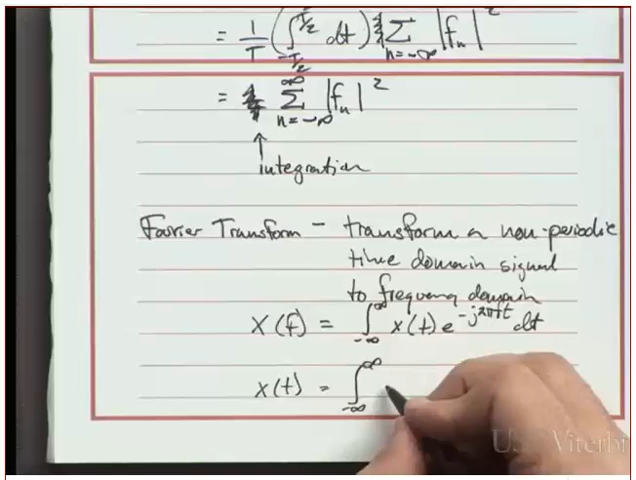 = 1/T (∫_{-T/2}^{T/2} dt) Σ_{n=-∞} |f_n|^2
= Σ_{n=-∞}^{∞} |f_n|^2
↑
integration
Fourier Transform - transform a non-periodic
time domain signal
to frequency domain
X(f) = ∫_{-∞}^{∞} x(t) e^{-j2πft} dt
x(t) = ∫_{-∞}^{∞}
USC Viterbi